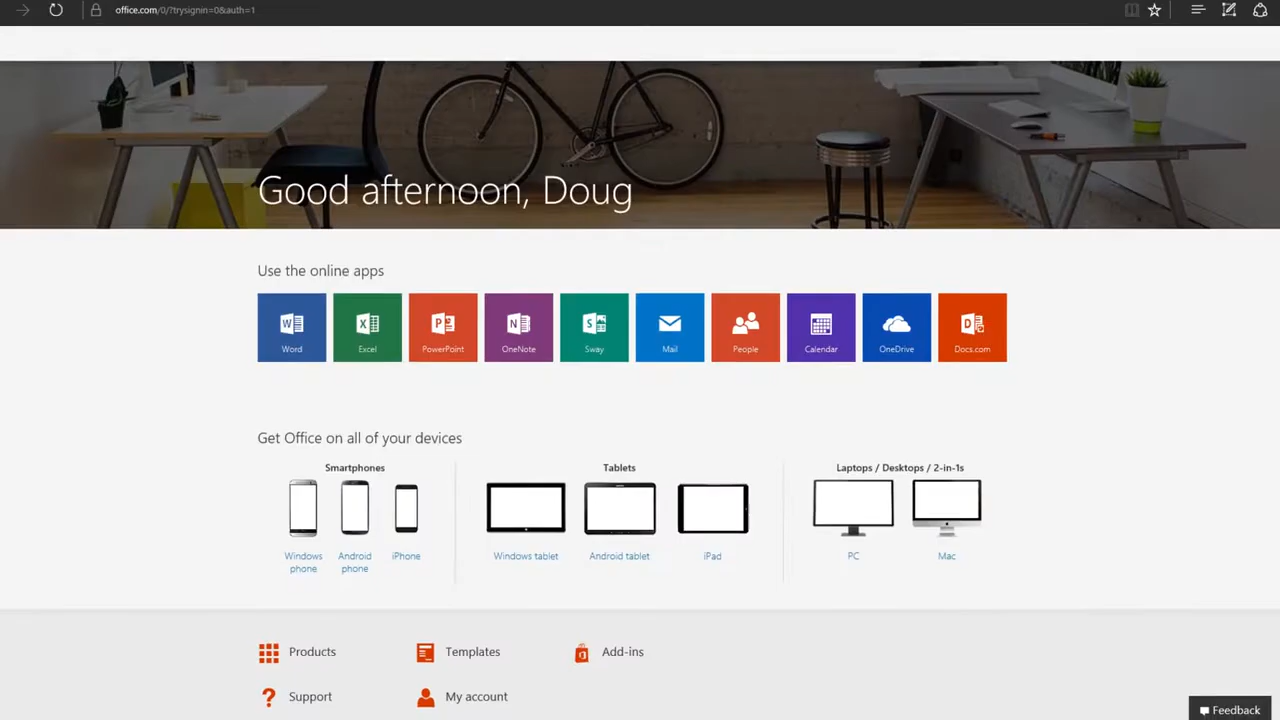 office.com/0/?trysignin=0&auth=1
Good afternoon, Doug
Use the online apps
Word
Excel
PowerPoint
OneNote
Sway
Mail
People
Calendar
OneDrive
Docs.com
Get Office on all of your devices
Smartphones
Tablets
Laptops / Desktops / 2-in-1s
Windows
phone
Android
phone
iPhone
Windows tablet
Android tablet
iPad
PC
Mac
Products
Templates
Add-ins
Support
My account
Feedback